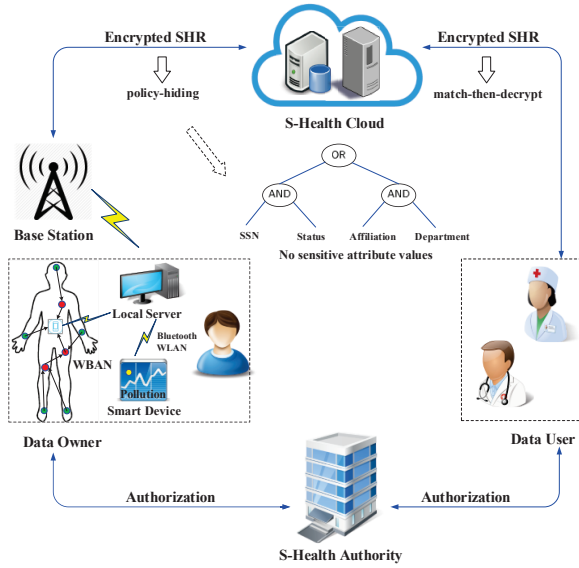 Encrypted SHR
Encrypted SHR
policy-hiding
match-then-decrypt
S-Health Cloud
OR
AND
AND
SSN
Status
Affiliation
Department
No sensitive attribute values
Base Station
Local Server
Bluetooth
WLAN
WBAN
Pollution
Smart Device
Data Owner
Data User
Authorization
Authorization
S-Health Authority